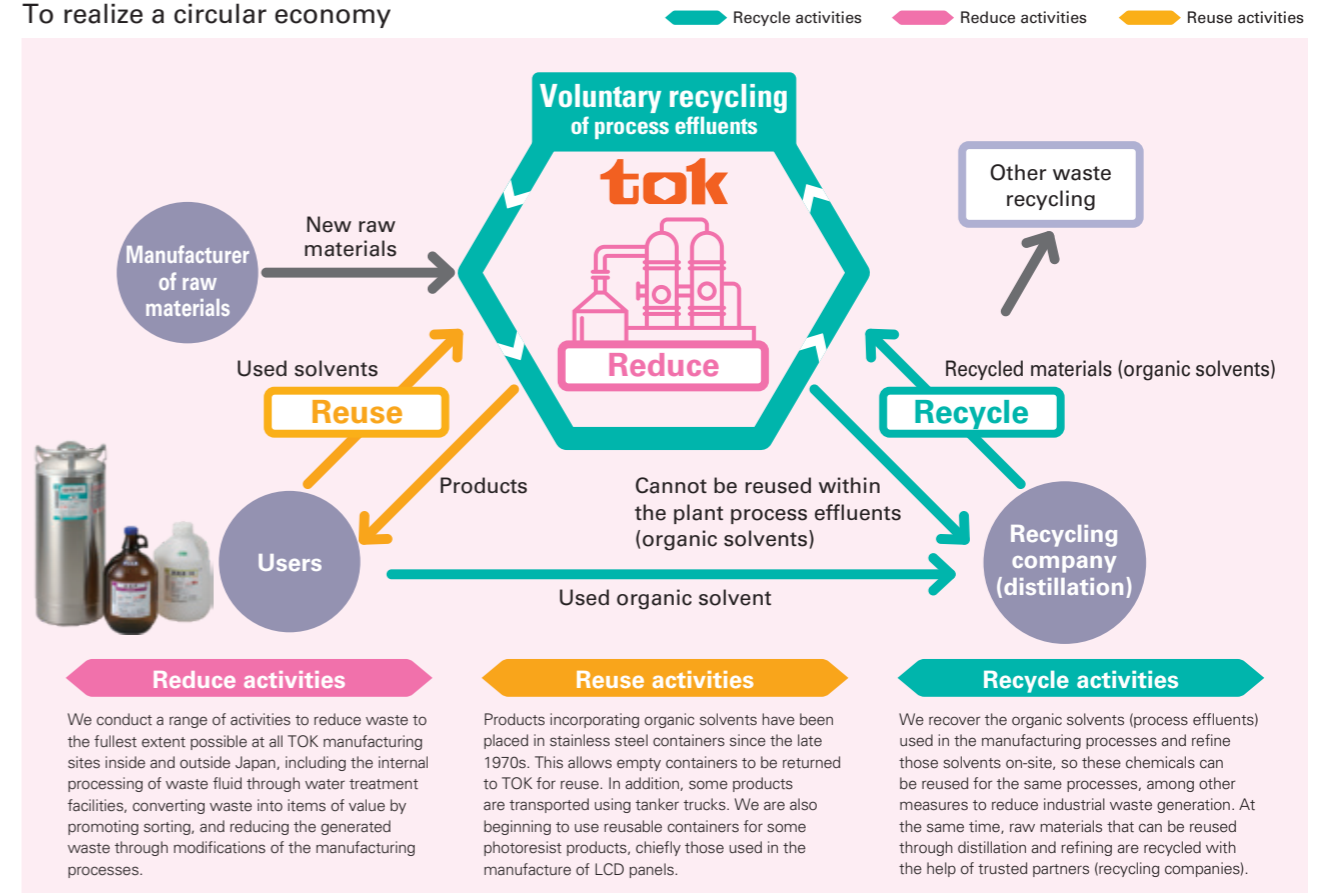 To realize a circular economy
Recycle activities
Reduce activities
Reuse activities
Voluntary recycling
of process effluents
tok
Reduce
Other waste
recycling
New raw
materials
Manufacturer
of raw
materials
Used solvents
Reuse
Recycled materials (organic solvents)
Recycle
Products
Cannot be reused within
the plant process effluents
(organic solvents)
Users
Recycling
company
(distillation)
Used organic solvent
Reduce activities
We conduct a range of activities to reduce waste to
the fullest extent possible at all TOK manufacturing
sites inside and outside Japan, including the internal
processing of waste fluid through water treatment
facilities, converting waste into items of value by
promoting sorting, and reducing the generated
waste through modifications of the manufacturing
processes.
Reuse activities
Products incorporating organic solvents have been
placed in stainless steel containers since the late
1970s. This allows empty containers to be returned
to TOK for reuse. In addition, some products
are transported using tanker trucks. We are also
beginning to use reusable containers for some
photoresist products, chiefly those used in the
manufacture of LCD panels.
Recycle activities
We recover the organic solvents (process effluents)
used in the manufacturing processes and refine
those solvents on-site, so these chemicals can
be reused for the same processes, among other
measures to reduce industrial waste generation. At
the same time, raw materials that can be reused
through distillation and refining are recycled with
the help of trusted partners (recycling companies).